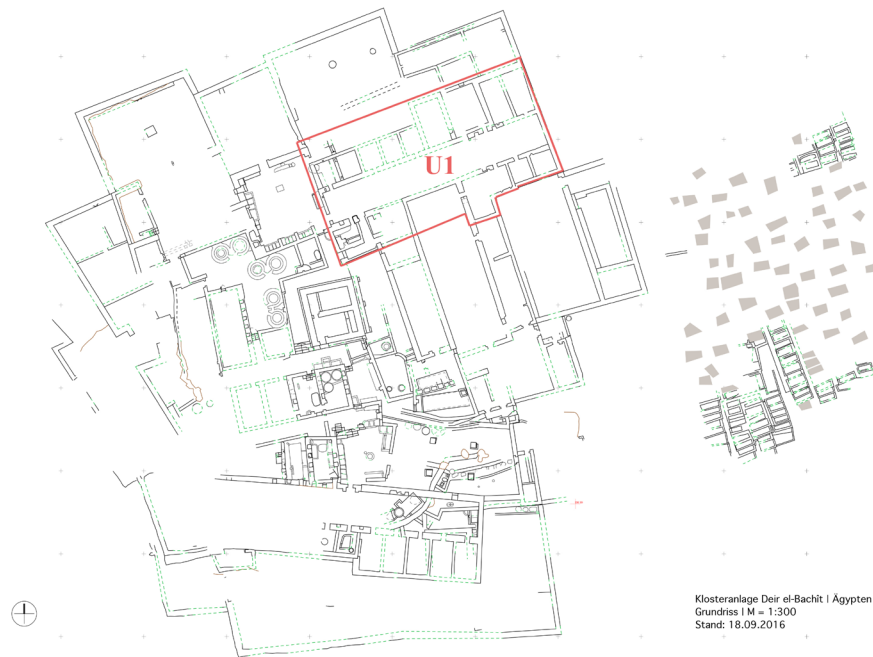 U1
Klosteranlage Deir el-Bachît | Ägypten
Grundriss | M = 1:300
Stand: 18.09.2016